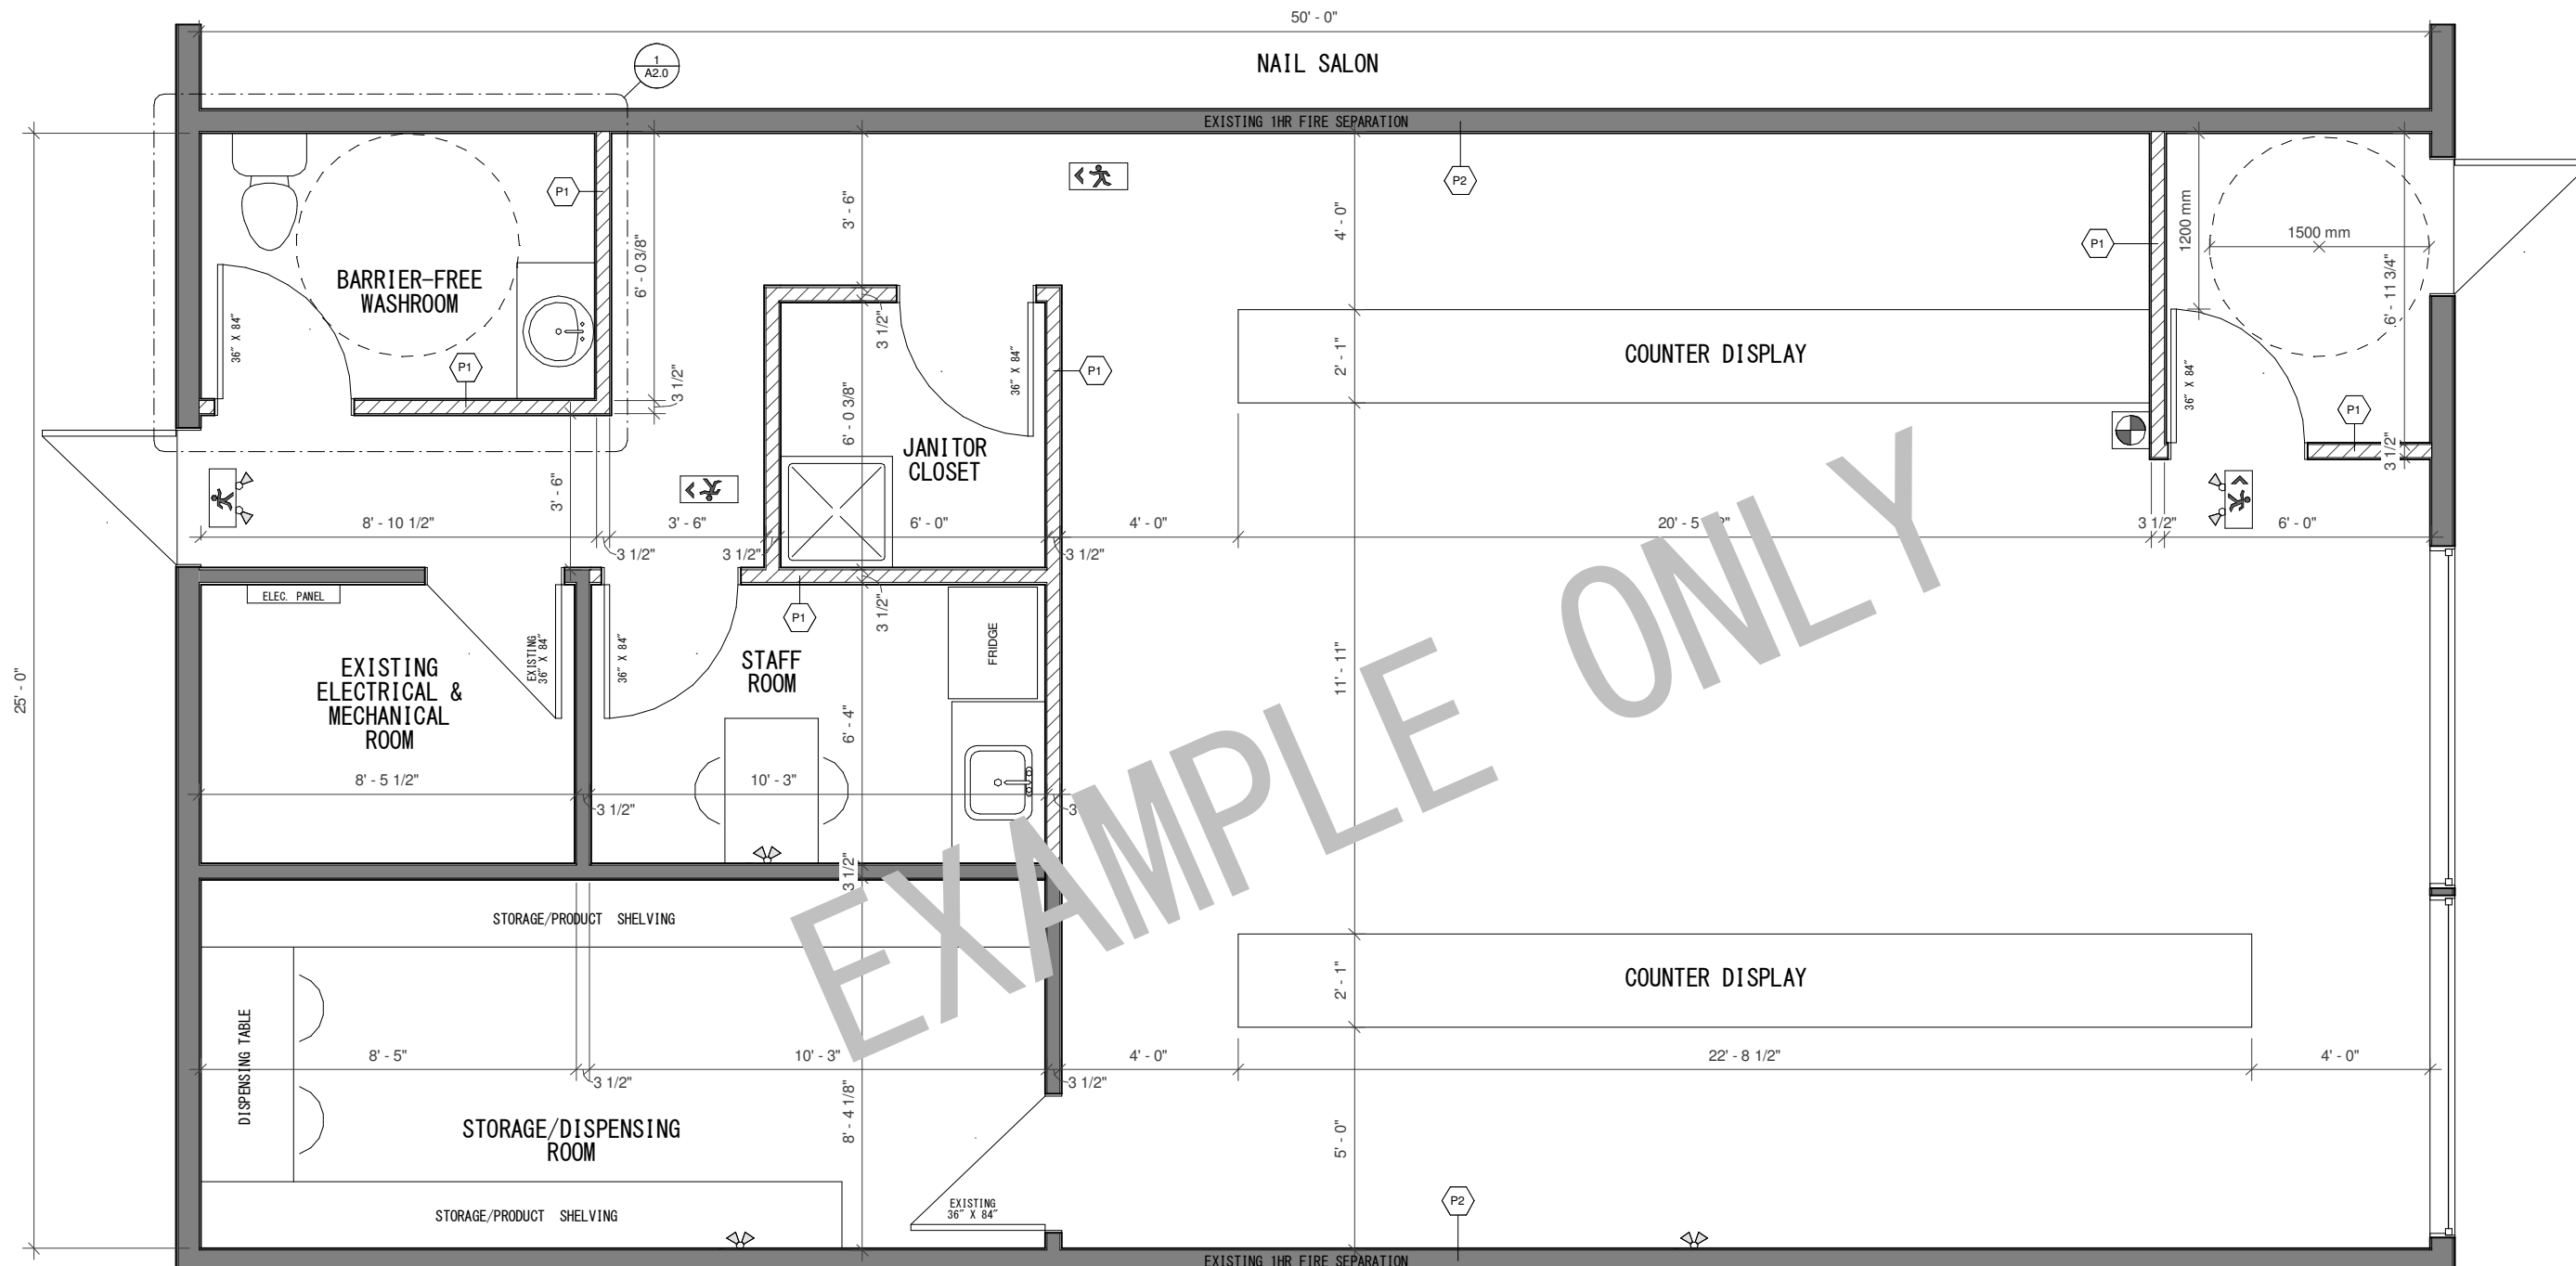 50' - 0"
NAIL SALON
1
A2.0
EXISTING 1HR FIRE SEPARATION
P1
P2
3' - 6"
4' - 0"
1200 mm
1500 mm
P1
6' - 0 3/8"
BARRIER-FREE
WASHROOM
36" X 84"
P1
3 1/2"
3 1/2"
36" X 84"
P1
6' - 0 3/8"
JANITOR
CLOSET
2' - 1"
COUNTER DISPLAY
6' - 11 3/4"
36" X 84"
P1
3 1/2"
3' - 6"
8' - 10 1/2"
3' - 6"
6' - 0"
4' - 0"
20' - 5
3 1/2"
6' - 0"
3 1/2"
3 1/2"
3 1/2"
ELEC. PANEL
P1
3 1/2"
EXISTING
36" X 84"
36" X 84"
FRIDGE
25' - 0"
EXISTING
ELECTRICAL &
MECHANICAL
ROOM
STAFF
ROOM
11' - 11"
6' - 4"
8' - 5 1/2"
10' - 3"
3 1/2"
3
3 1/2"
EXAMPLE ONLY
STORAGE/PRODUCT SHELVING
2' - 1"
COUNTER DISPLAY
DISPENSING TABLE
8' - 5"
10' - 3"
4' - 0"
22' - 8 1/2"
4' - 0"
3 1/2"
3 1/2"
8' - 4 1/8"
STORAGE/DISPENSING
ROOM
5' - 0"
STORAGE/PRODUCT SHELVING
EXISTING
36" X 84"
P2
EXISTING 1HR FIRE SEPARATION